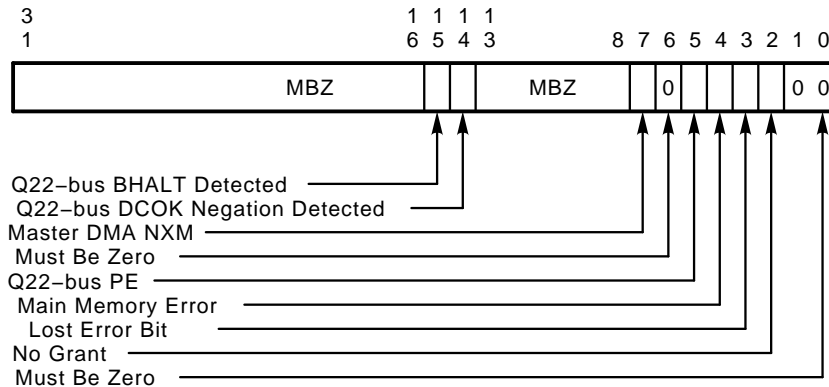 3 1 1 1
1 6 5 4 3 8 7 6 5 4 3 2 1 0
MBZ MBZ 0 0 0
Q22–bus BHALT Detected
Q22–bus DCOK Negation Detected
Master DMA NXM
Must Be Zero
Q22–bus PE
Main Memory Error
Lost Error Bit
No Grant
Must Be Zero